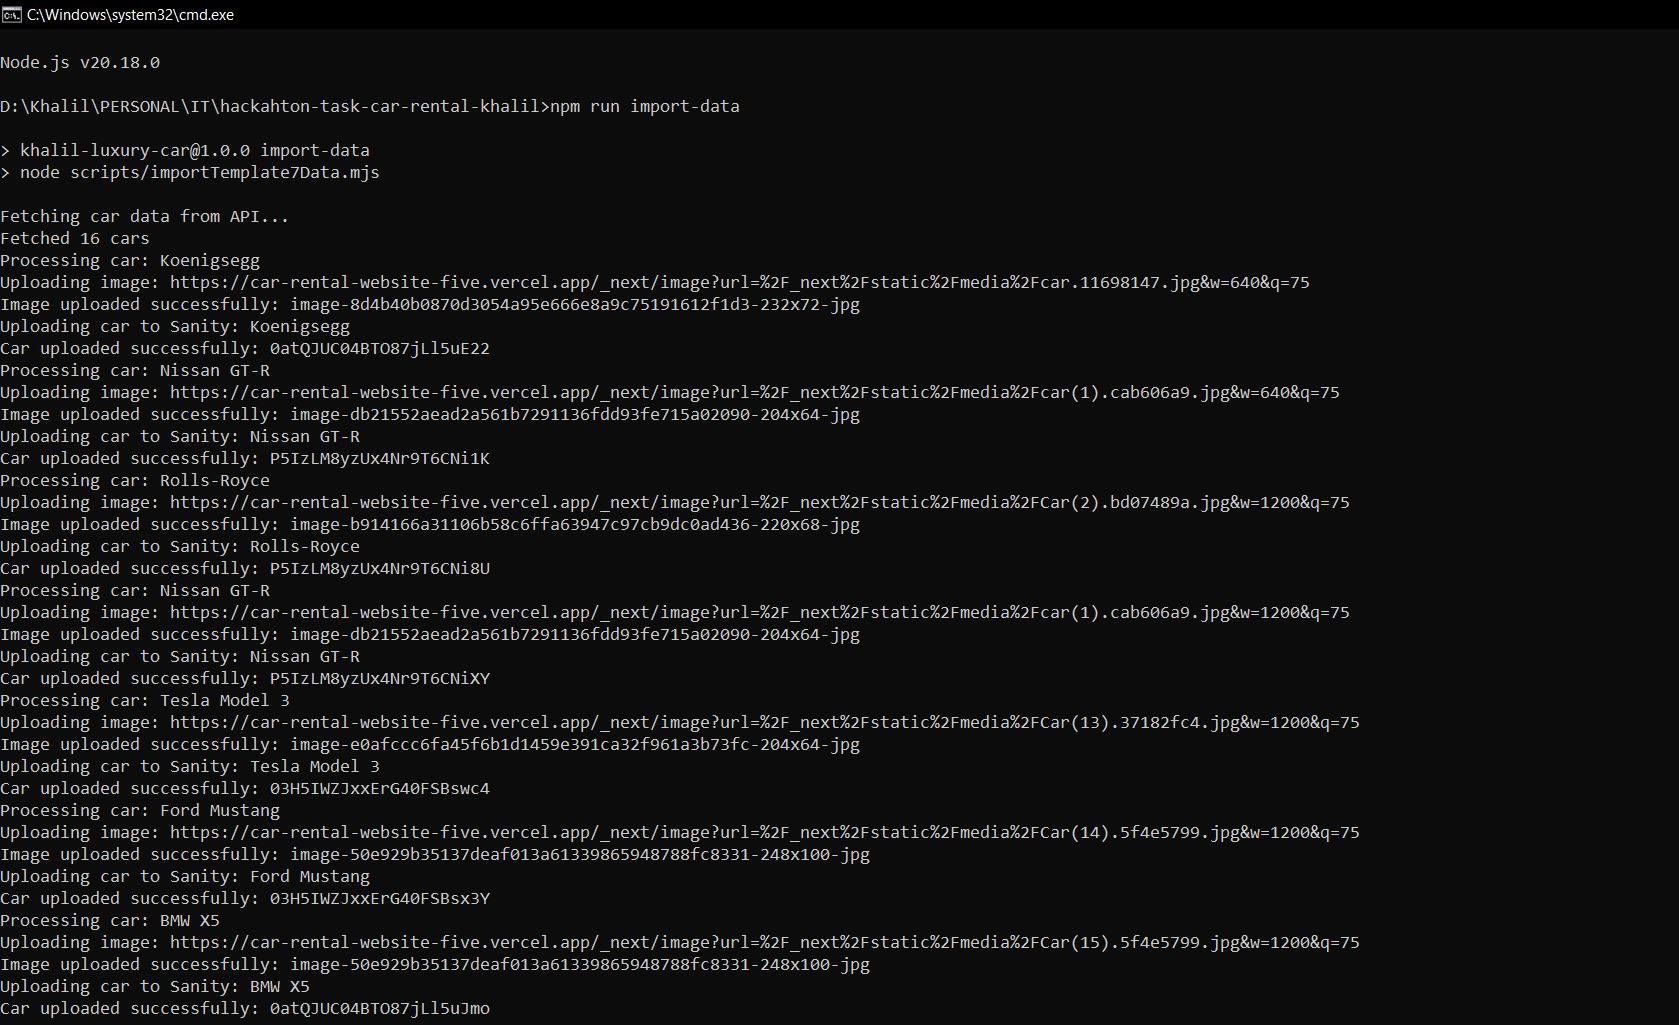 C:\Windows\system32\cmd.exe
Node.js v20.18.0
D:\Khalil\PERSONAL\IT\hackahton-task-car-rental-khalil>npm run import-data
> khalil-luxury-car@1.0.0 import-data
> node scripts/importTemplate7Data.mjs
Fetching car data from API...
Fetched 16 cars
Processing car: Koenigsegg
Uploading image: https://car-rental-website-five.vercel.app/_next/image?url=%2F_next%2Fstatic%2Fmedia%2Fcar.11698147.jpg&w=640&q=75
Image uploaded successfully: image-8d4b40b0870d3054a95e666e8a9c75191612f1d3-232x72-jpg
Uploading car to Sanity: Koenigsegg
Car uploaded successfully: 0atQJUC04BTO87jLl5uE22
Processing car: Nissan GT-R
Uploading image: https://car-rental-website-five.vercel.app/_next/image?url=%2F_next%2Fstatic%2Fmedia%2Fcar(1).cab606a9.jpg&w=640&q=75
Image uploaded successfully: image-db21552aead2a561b7291136fdd93fe715a02090-204x64-jpg
Uploading car to Sanity: Nissan GT-R
Car uploaded successfully: P5IzLM8yzUx4Nr9T6CNi1K
Processing car: Rolls-Royce
Uploading image: https://car-rental-website-five.vercel.app/_next/image?url=%2F_next%2Fstatic%2Fmedia%2FCar(2).bd07489a.jpg&w=1200&q=75
Image uploaded successfully: image-b914166a31106b58c6ffa63947c97cb9dc0ad436-220x68-jpg
Uploading car to Sanity: Rolls-Royce
Car uploaded successfully: P5IzLM8yzUx4Nr9T6CNi8U
Processing car: Nissan GT-R
Uploading image: https://car-rental-website-five.vercel.app/_next/image?url=%2F_next%2Fstatic%2Fmedia%2FCar(1).cab606a9.jpg&w=1200&q=75
Image uploaded successfully: image-db21552aead2a561b7291136fdd93fe715a02090-204x64-jpg
Uploading car to Sanity: Nissan GT-R
Car uploaded successfully: P5IzLM8yzUx4Nr9T6CNiXY
Processing car: Tesla Model 3
Uploading image: https://car-rental-website-five.vercel.app/_next/image?url=%2F_next%2Fstatic%2Fmedia%2FCar(13).37182fc4.jpg&w=1200&q=75
Image uploaded successfully: image-e0afccc6fa45f6b1d1459e391ca32f961a3b73fc-204x64-jpg
Uploading car to Sanity: Tesla Model 3
Car uploaded successfully: 03H5IWZJxxErG40FSBswc4
Processing car: Ford Mustang
Uploading image: https://car-rental-website-five.vercel.app/_next/image?url=%2F_next%2Fstatic%2Fmedia%2FCar(14).5f4e5799.jpg&w=1200&q=75
Image uploaded successfully: image-50e929b35137deaf013a61339865948788fc8331-248x100-jpg
Uploading car to Sanity: Ford Mustang
Car uploaded successfully: 03H5IWZJxxErG40FSBsx3Y
Processing car: BMW X5
Uploading image: https://car-rental-website-five.vercel.app/_next/image?url=%2F_next%2Fstatic%2Fmedia%2FCar(15).5f4e5799.jpg&w=1200&q=75
Image uploaded successfully: image-50e929b35137deaf013a61339865948788fc8331-248x100-jpg
Uploading car to Sanity: BMW X5
Car uploaded successfully: 0atQJUC04BTO87jLl5uJmo